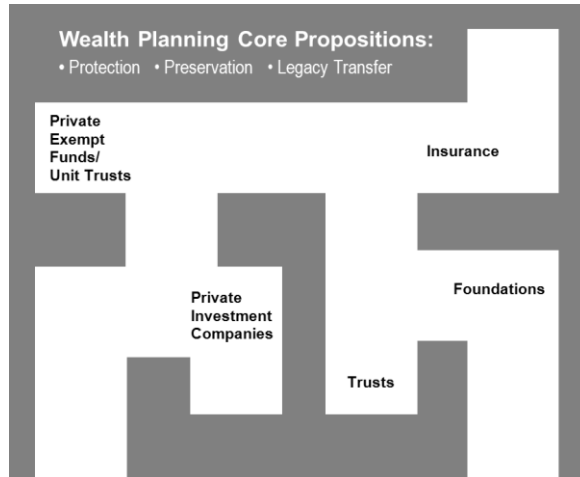 Wealth Planning Core Propositions:
• Protection • Preservation • Legacy Transfer
Private
Exempt
Funds/
Unit Trusts
Insurance
Foundations
Private
Investment
Companies
Trusts